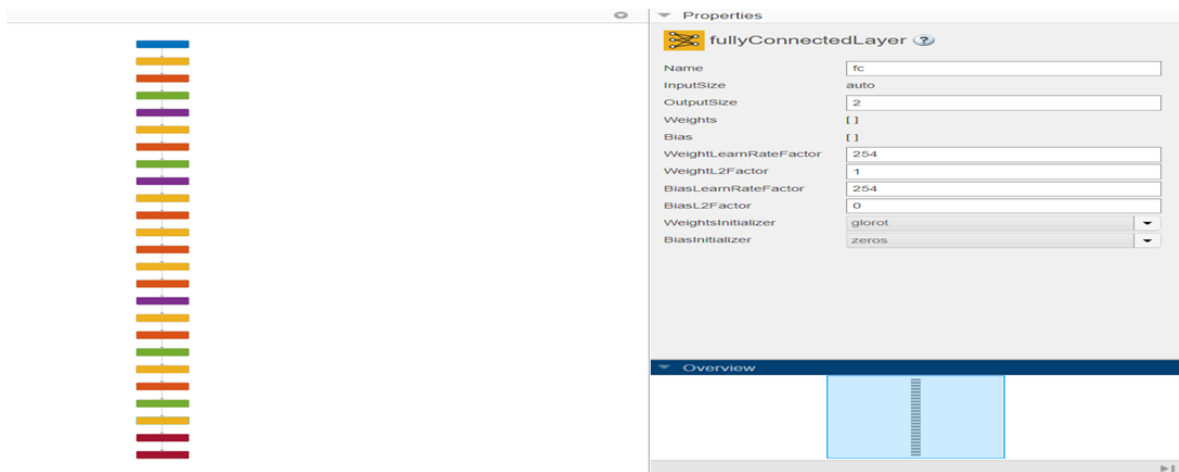 Properties
fullyConnectedLayer ?
Name fc
InputSize auto
OutputSize 2
Weights [ ]
Bias [ ]
WeightLearnRateFactor 254
WeightL2Factor 1
BiasLearnRateFactor 254
BiasL2Factor 0
WeightsInitializer glorot
BiasInitializer zeros
Overview